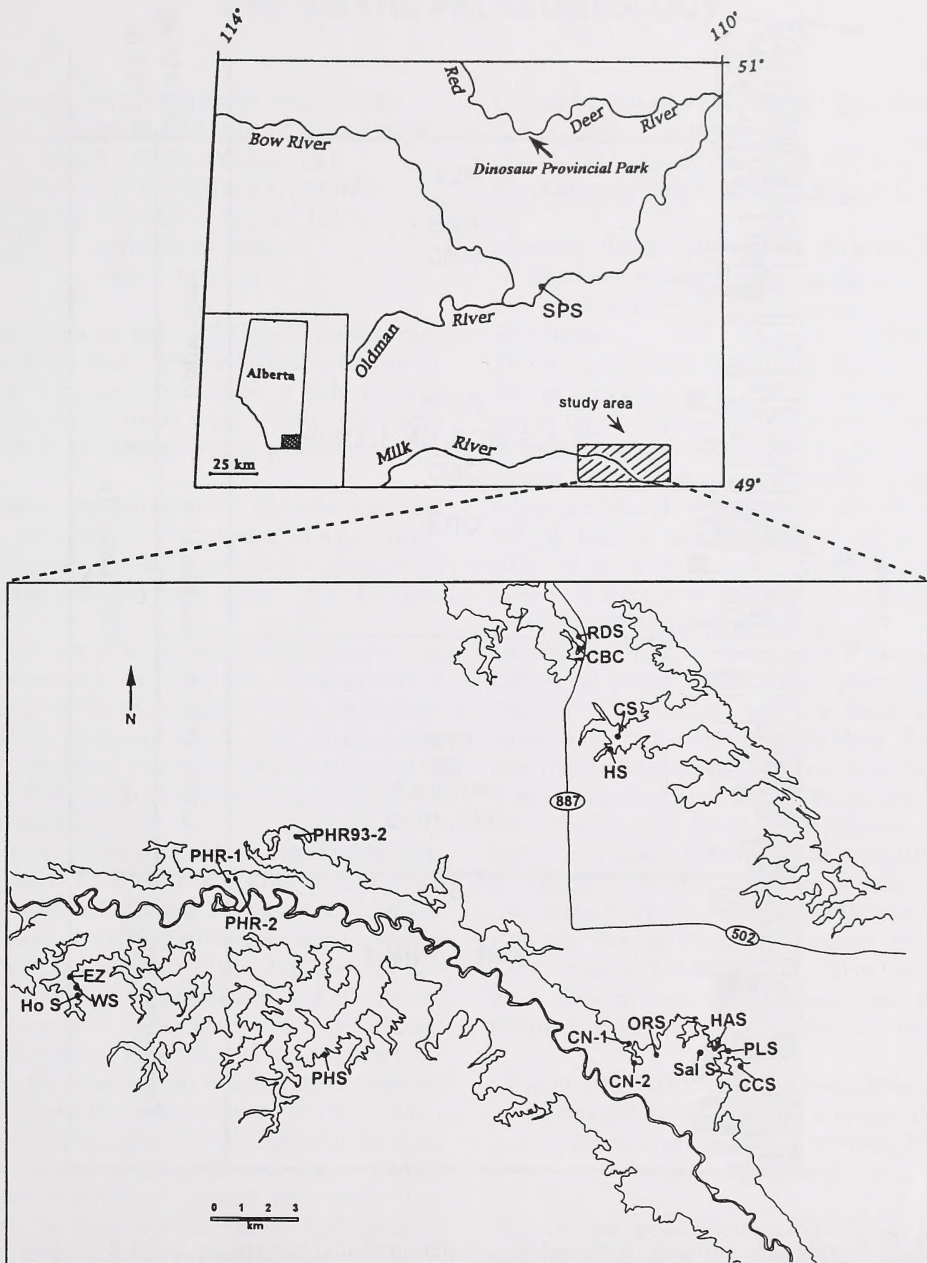 114°
110°
51°
Red
Deer
River
Bow River
Dinosaur Provincial Park
SPS
Oldman
River
Alberta
study area
25 km
Milk
River
49°
RDS
CBC
N
CS
HS
887
PHR93-2
PHR-1
PHR-2
502
EZ
Ho S
WS
ORS
HAS
CN-1
PLS
Sal S
CN-2
CCS
PHS
0 1 2 3
km